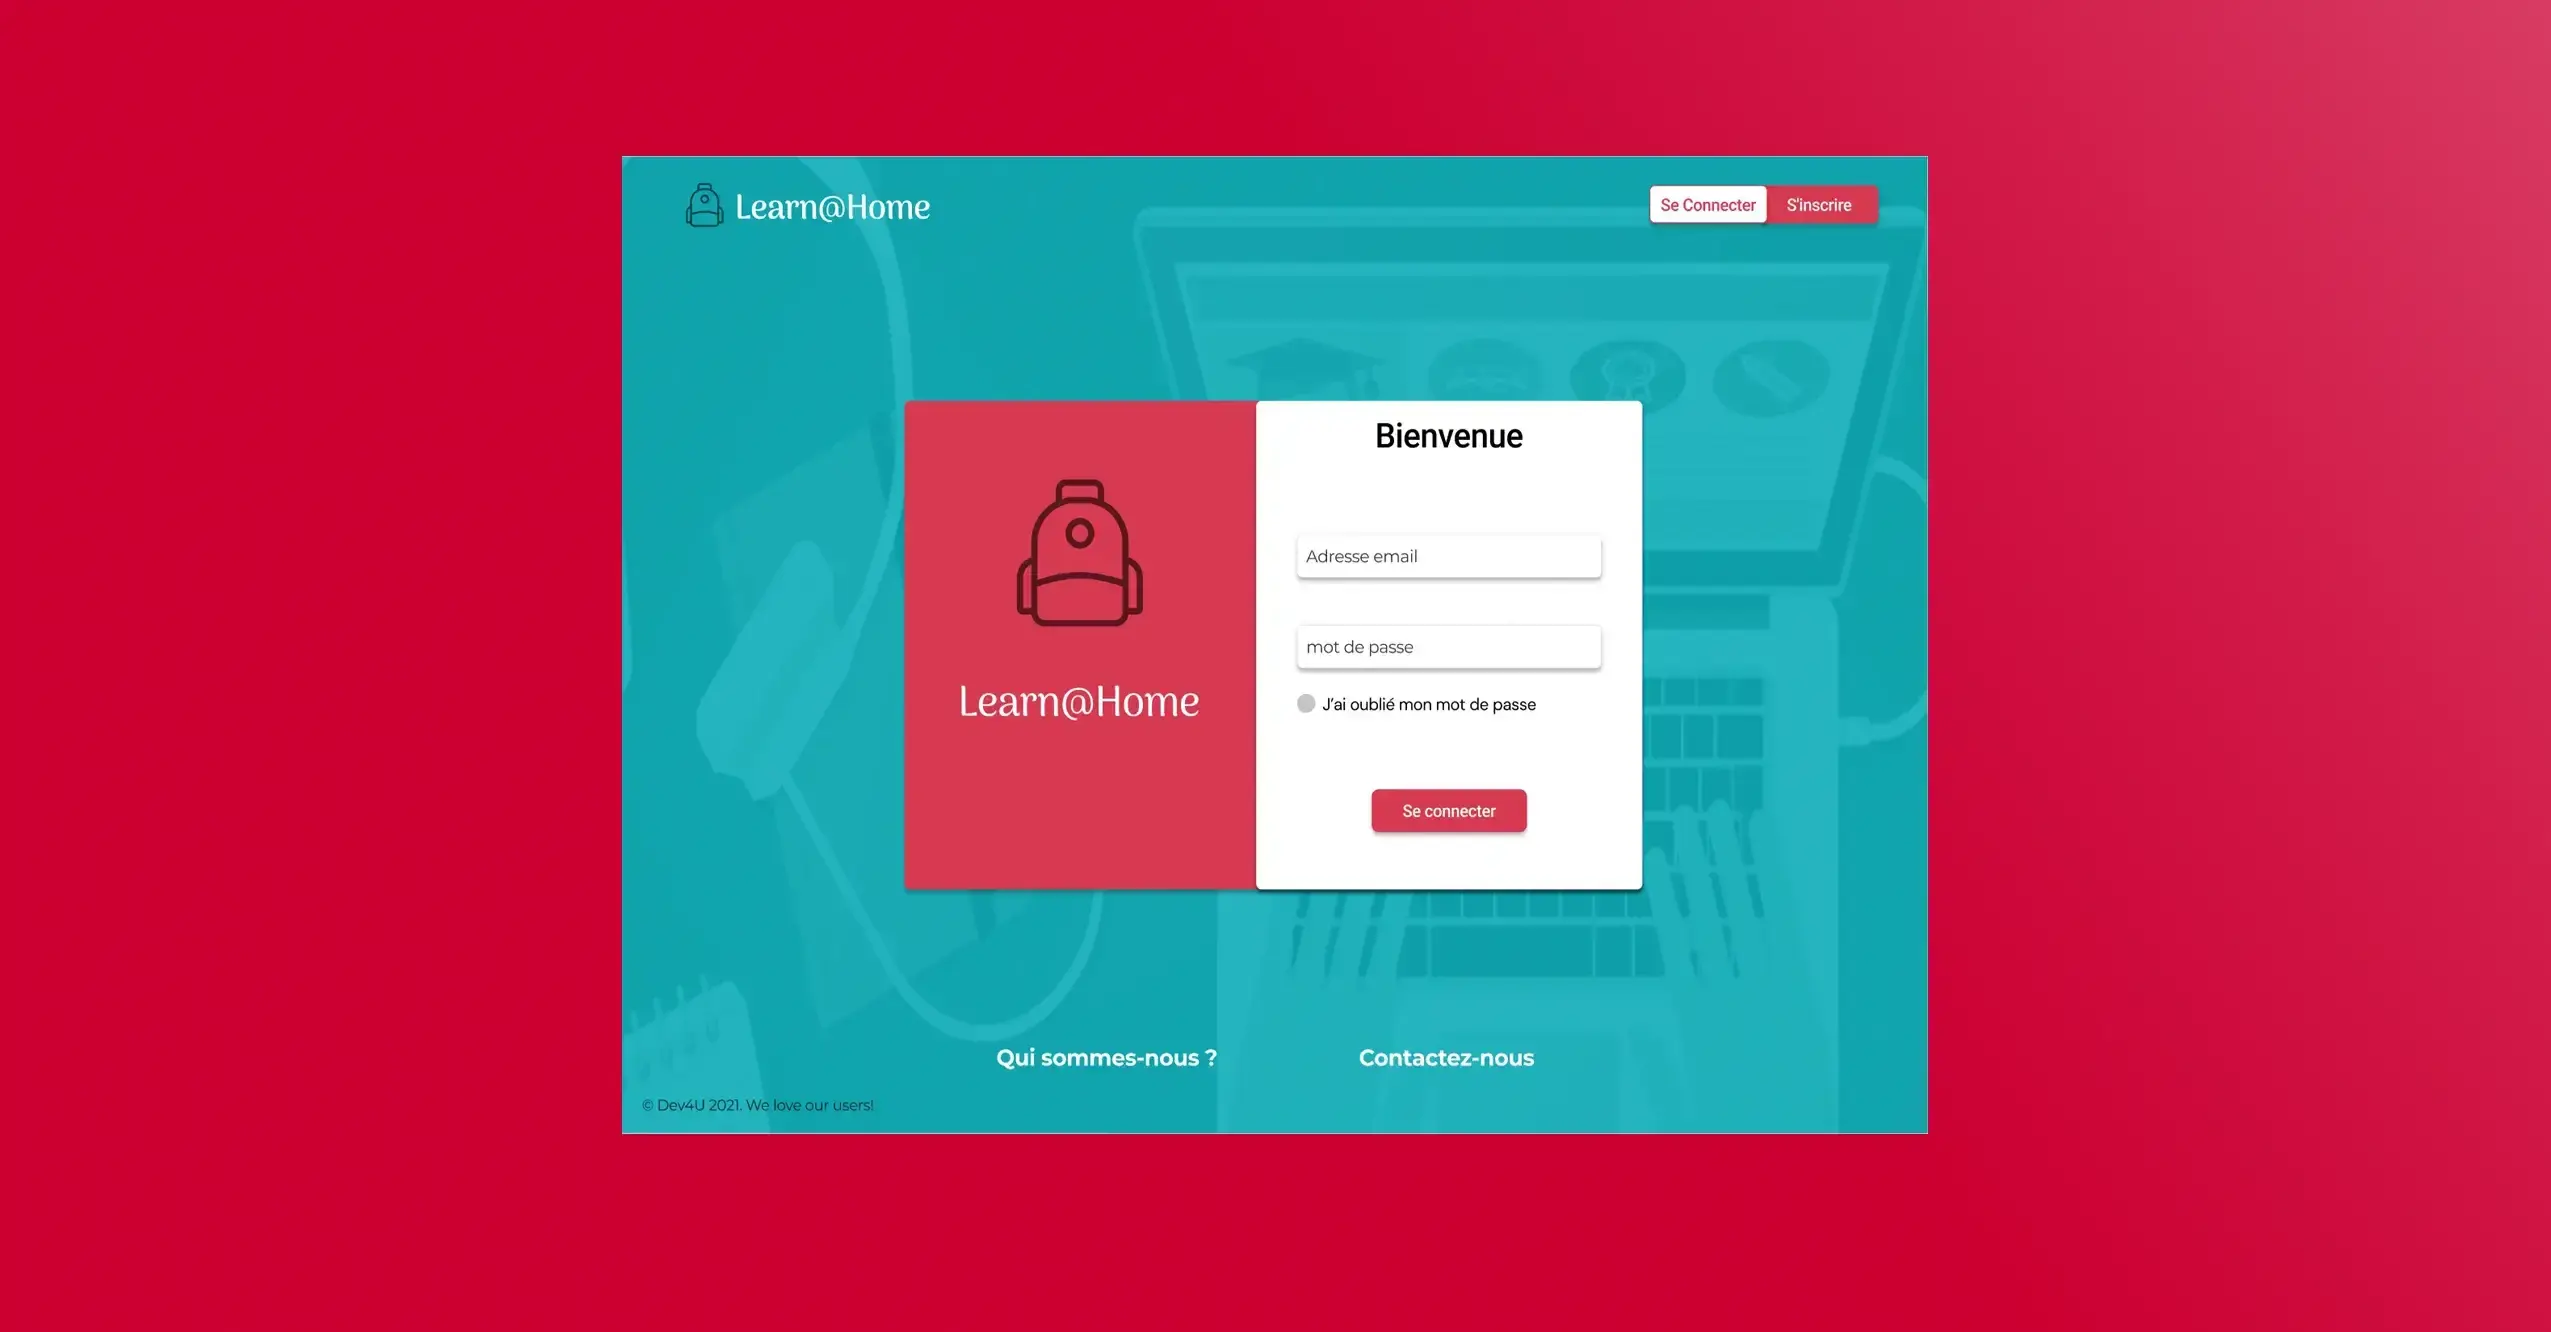 Learn@Home
Se Connecter
S'inscrire
Bienvenue
Adresse email
mot de passe
J'ai oublié mon mot de passe
Learn@Home
Se connecter
Qui sommes-nous ?
Contactez-nous
© Dev4U 2021. We love our users!